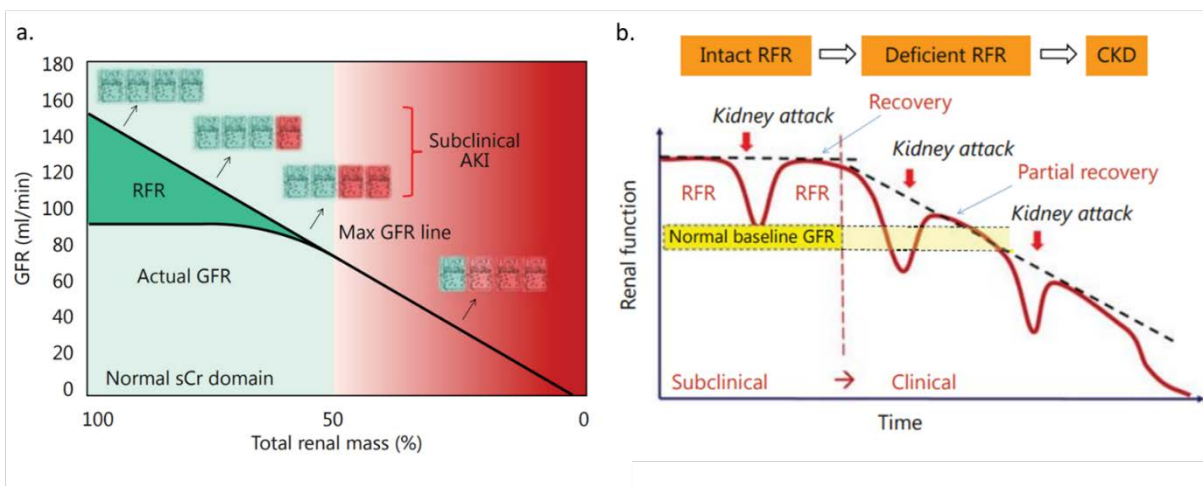 a.
GFR (ml/min)
180
160
140
120
100
80
60
40
20
0
RFR
Subclinical
AKI
Max GFR line
Actual GFR
Normal sCr domain
100
50
0
Total renal mass (%)
b.
Intact RFR
Deficient RFR
CKD
Recovery
Kidney attack
Kidney attack
RFR
RFR
Partial recovery
Kidney attack
Normal baseline GFR
Renal function
Subclinical
Clinical
Time